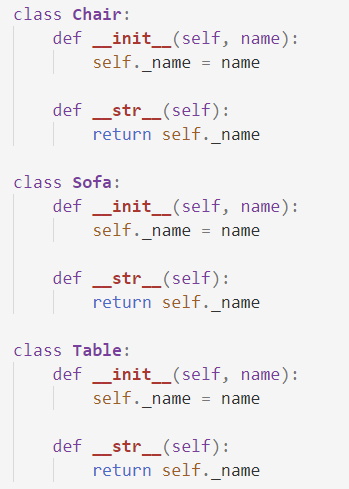 class Chair:
    def __init__(self, name):
        self._name = name

    def __str__(self):
        return self._name

class Sofa:
    def __init__(self, name):
        self._name = name

    def __str__(self):
        return self._name

class Table:
    def __init__(self, name):
        self._name = name

    def __str__(self):
        return self._name